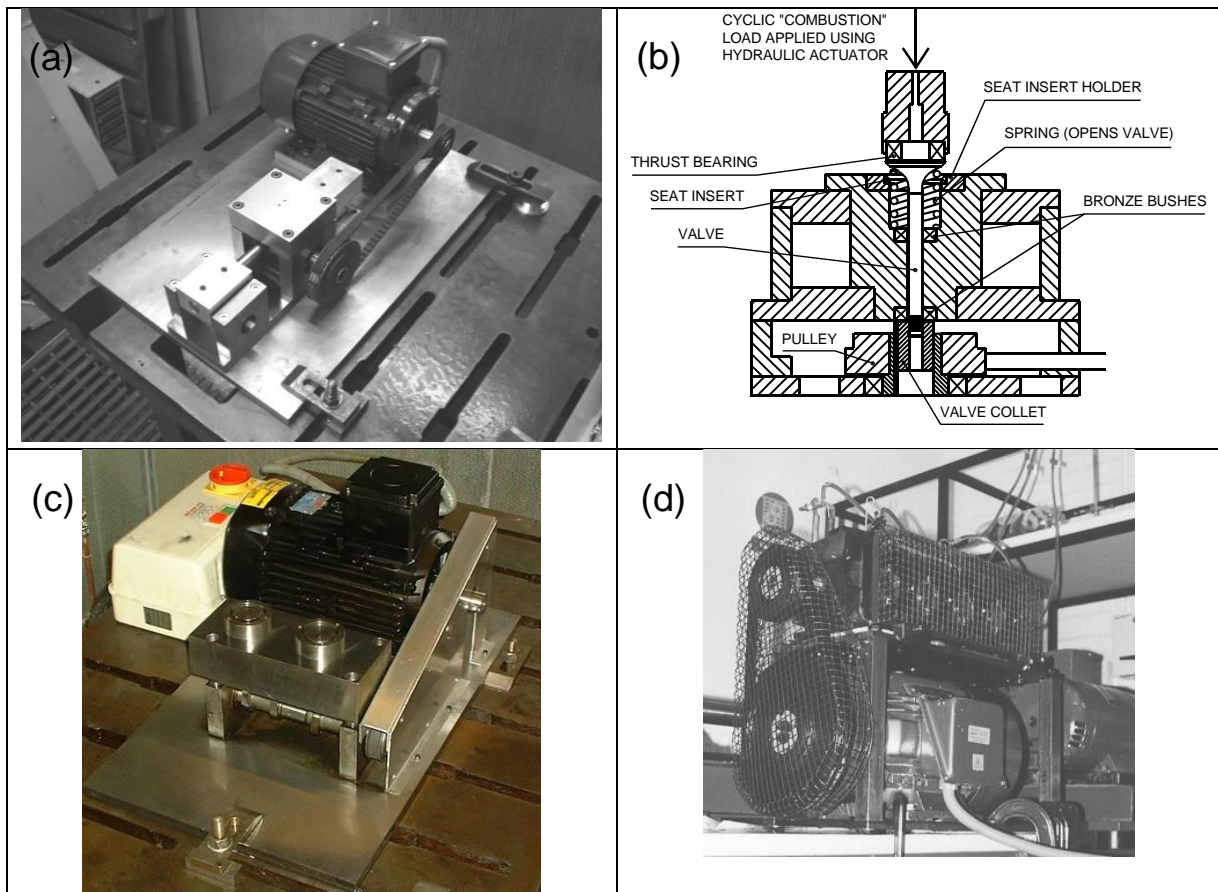 (a)
(b)
CYCLIC "COMBUSTION"
LOAD APPLIED USING
HYDRAULIC ACTUATOR
SEAT INSERT HOLDER
SPRING (OPENS VALVE)
THRUST BEARING
SEAT INSERT
BRONZE BUSHES
VALVE
PULLEY
VALVE COLLET
(c)
(d)